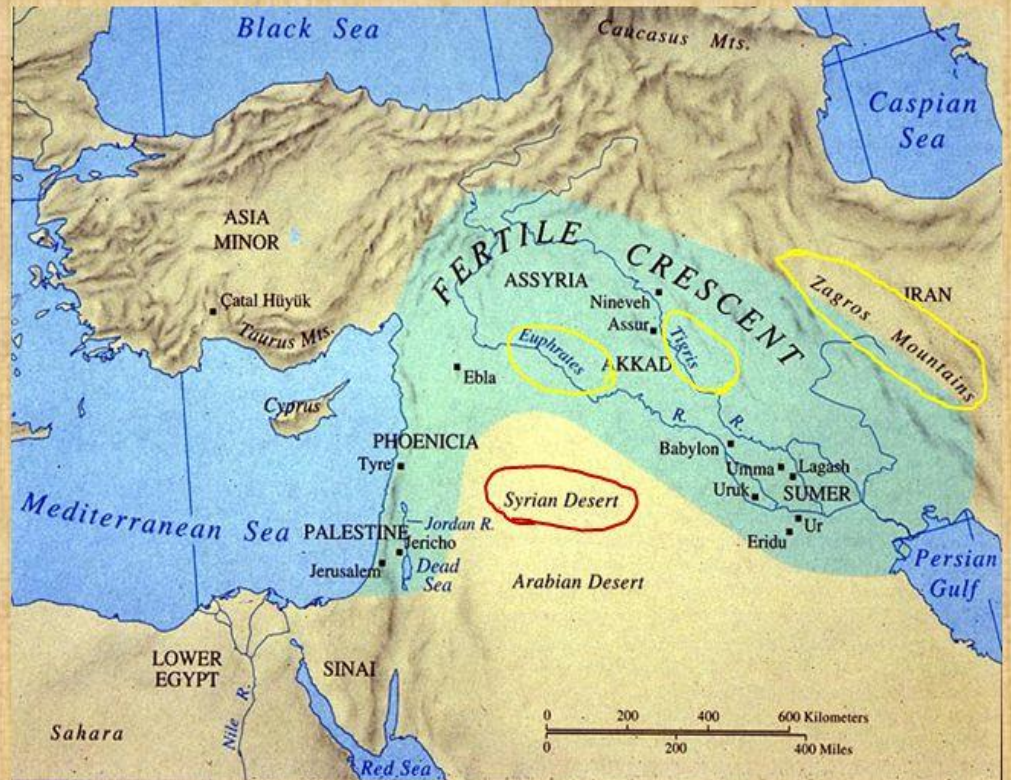 Black Sea
Caucasus Mts.
Caspian
Sea
ASIA
MINOR
FERTILE CRESCENT
ASSYRIA
Nineveh
Assur
Zagros Mountains
IRAN
Çatal Hüyük
Taurus Mts.
Euphrates
Tigris
AKKAD
Ebla
Cyprus
R.
R.
PHOENICIA
Babylon
Tyre
Umma
Lagash
Uruk
SUMER
Syrian Desert
Mediterranean Sea
PALESTINE
Jordan R.
Jericho
Ur
Eridu
Jerusalem
Dead
Sea
Arabian Desert
Persian
Gulf
LOWER
EGYPT
SINAI
Nile R.
Sahara
Red Sea
0 200 400 600 Kilometers
0 200 400 Miles